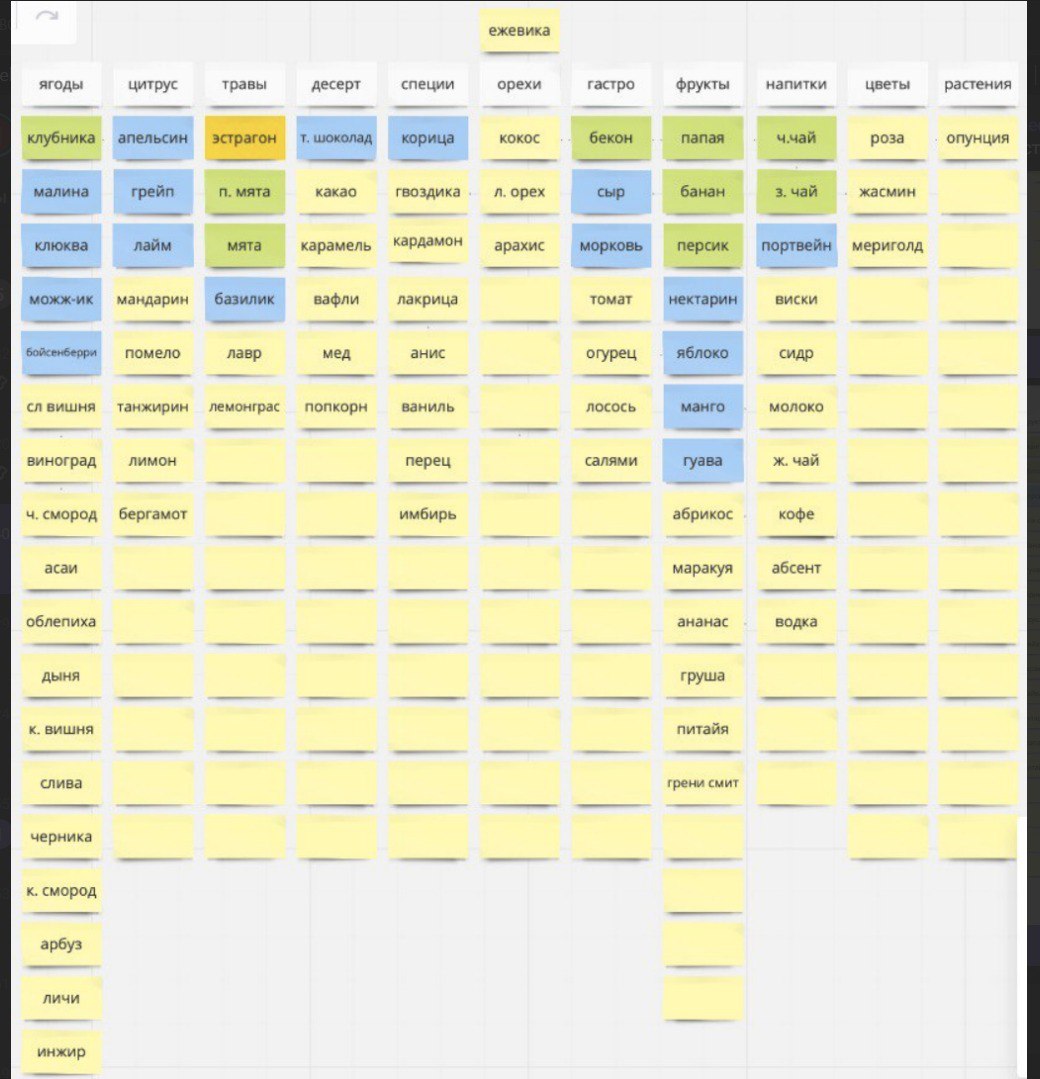 ежевика
ягоды цитрус травы десерт специи орехи гастро фрукты напитки цветы растения
клубника апельсин эстрагон т. шоколад корица кокос бекон папая ч.чай роза опунция
малина грейп п. мята какао гвоздика л. орех сыр банан з. чай жасмин
клюква лайм мята карамель кардамон арахис морковь персик портвейн мериголд
можж-ик мандарин базилик вафли лакрица томат нектарин виски
бойсенберри помело лавр мед анис огурец яблоко сидр
сл вишня танжирин лемонграс попкорн ваниль лосось манго молоко
виноград лимон перец салями гуава ж. чай
ч. смород бергамот имбирь абрикос кофе
асаи маракуя абсент
облепиха ананас водка
дыня груша
к. вишня питайя
слива грени смит
черника
к. смород
арбуз
личи
инжир